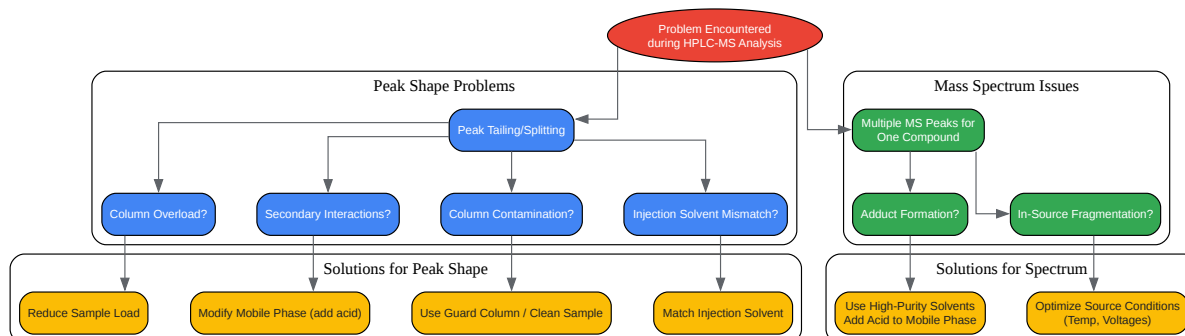 Problem Encountered
during HPLC-MS Analysis
Peak Shape Problems
Mass Spectrum Issues
Peak Tailing/Splitting
Multiple MS Peaks for
One Compound
Column Overload?
Secondary Interactions?
Column Contamination?
Injection Solvent Mismatch?
Adduct Formation?
In-Source Fragmentation?
Solutions for Peak Shape
Solutions for Spectrum
Reduce Sample Load
Modify Mobile Phase (add acid)
Use Guard Column / Clean Sample
Match Injection Solvent
Use High-Purity Solvents
Add Acid to Mobile Phase
Optimize Source Conditions
(Temp, Voltages)